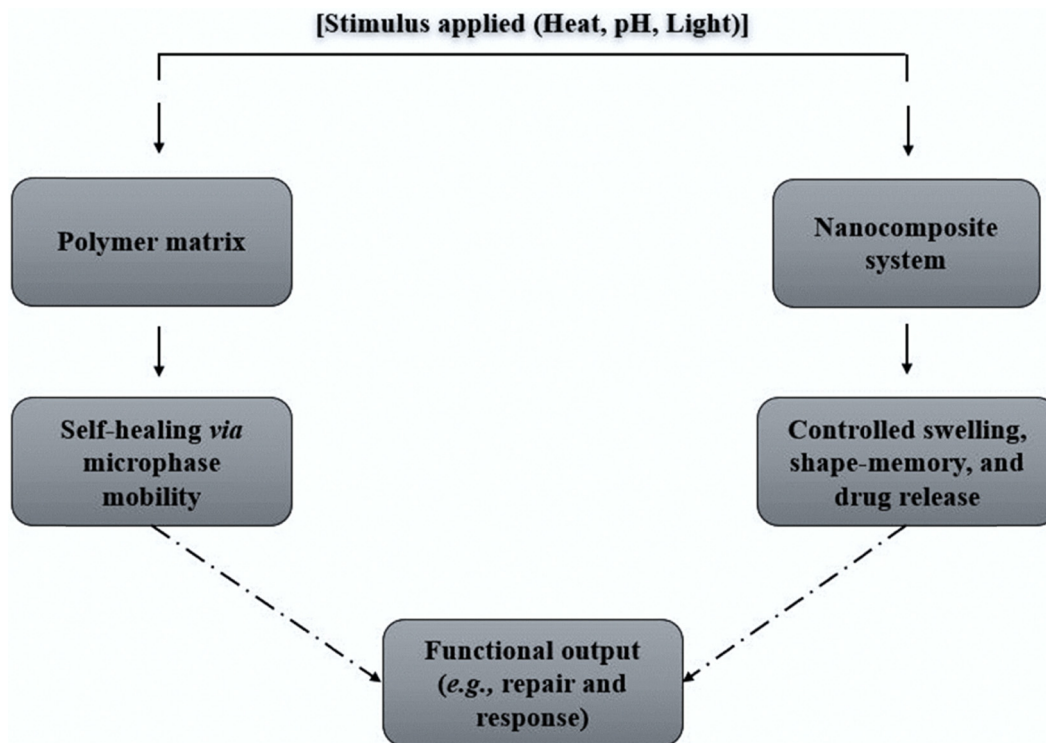 [Stimulus applied (Heat, pH, Light)]
Polymer matrix
Nanocomposite
system
Self-healing via
microphase
mobility
Controlled swelling,
shape-memory, and
drug release
Functional output
(e.g., repair and
response)